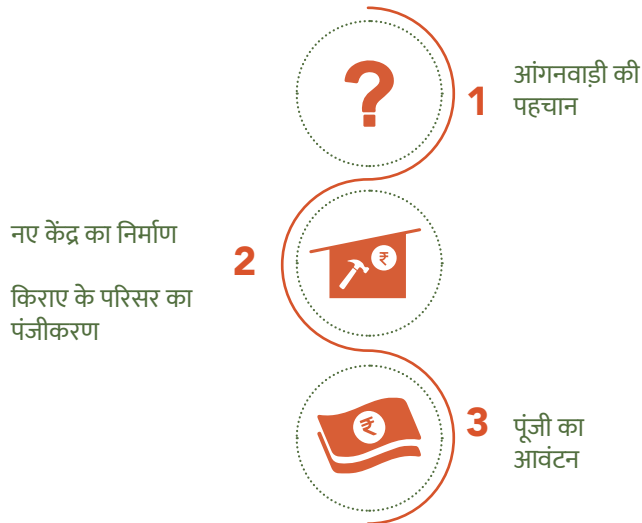 ?
1
आंगनवाड़ी की
पहचान
नए केंद्र का निर्माण
2
₹
किराए के परिसर का
पंजीकरण
₹
3
पूंजी का
आवंटन